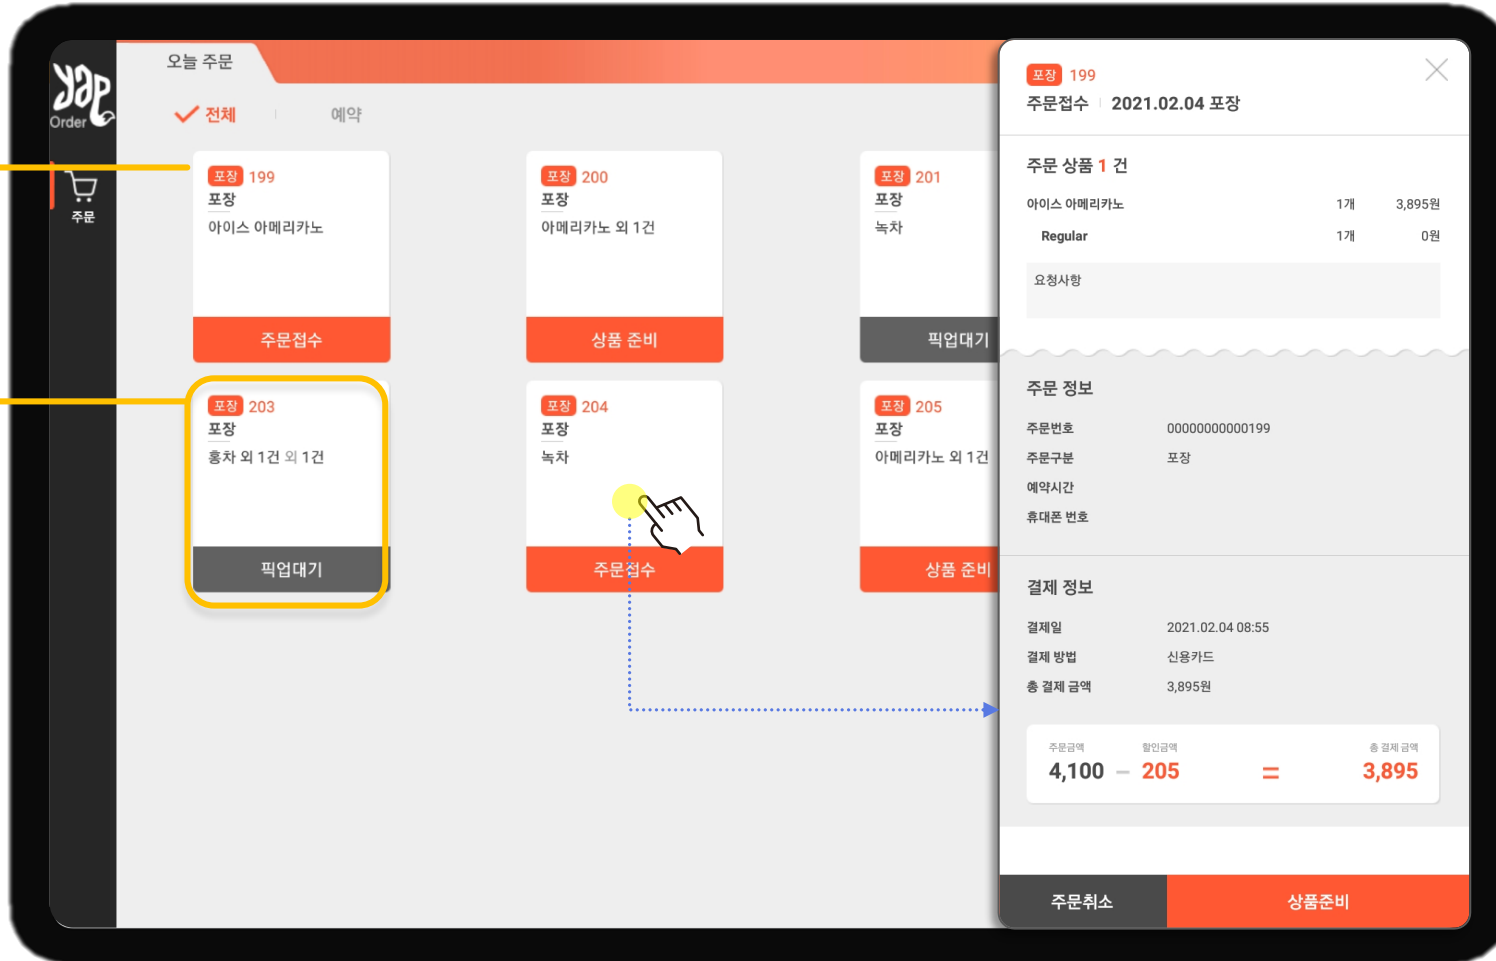 yap
Order
주문
오늘 주문
전체
예약
포장 199
포장
아이스 아메리카노
주문접수
포장 200
포장
아메리카노 외 1건
상품 준비
포장 201
포장
녹차
픽업대기
포장 203
포장
홍차 외 1건 외 1건
픽업대기
포장 204
포장
녹차
주문접수
포장 205
포장
아메리카노 외 1건
상품 준비
포장 199
주문접수 2021.02.04 포장
주문 상품 1 건
아이스 아메리카노 1개 3,895원
Regular 1개 0원
요청사항
주문 정보
주문번호 00000000000199
주문구분 포장
예약시간
휴대폰 번호
결제 정보
결제일 2021.02.04 08:55
결제 방법 신용카드
총 결제 금액 3,895원
주문금액 할인금액 총 결제 금액
4,100 – 205 = 3,895
주문취소 상품준비